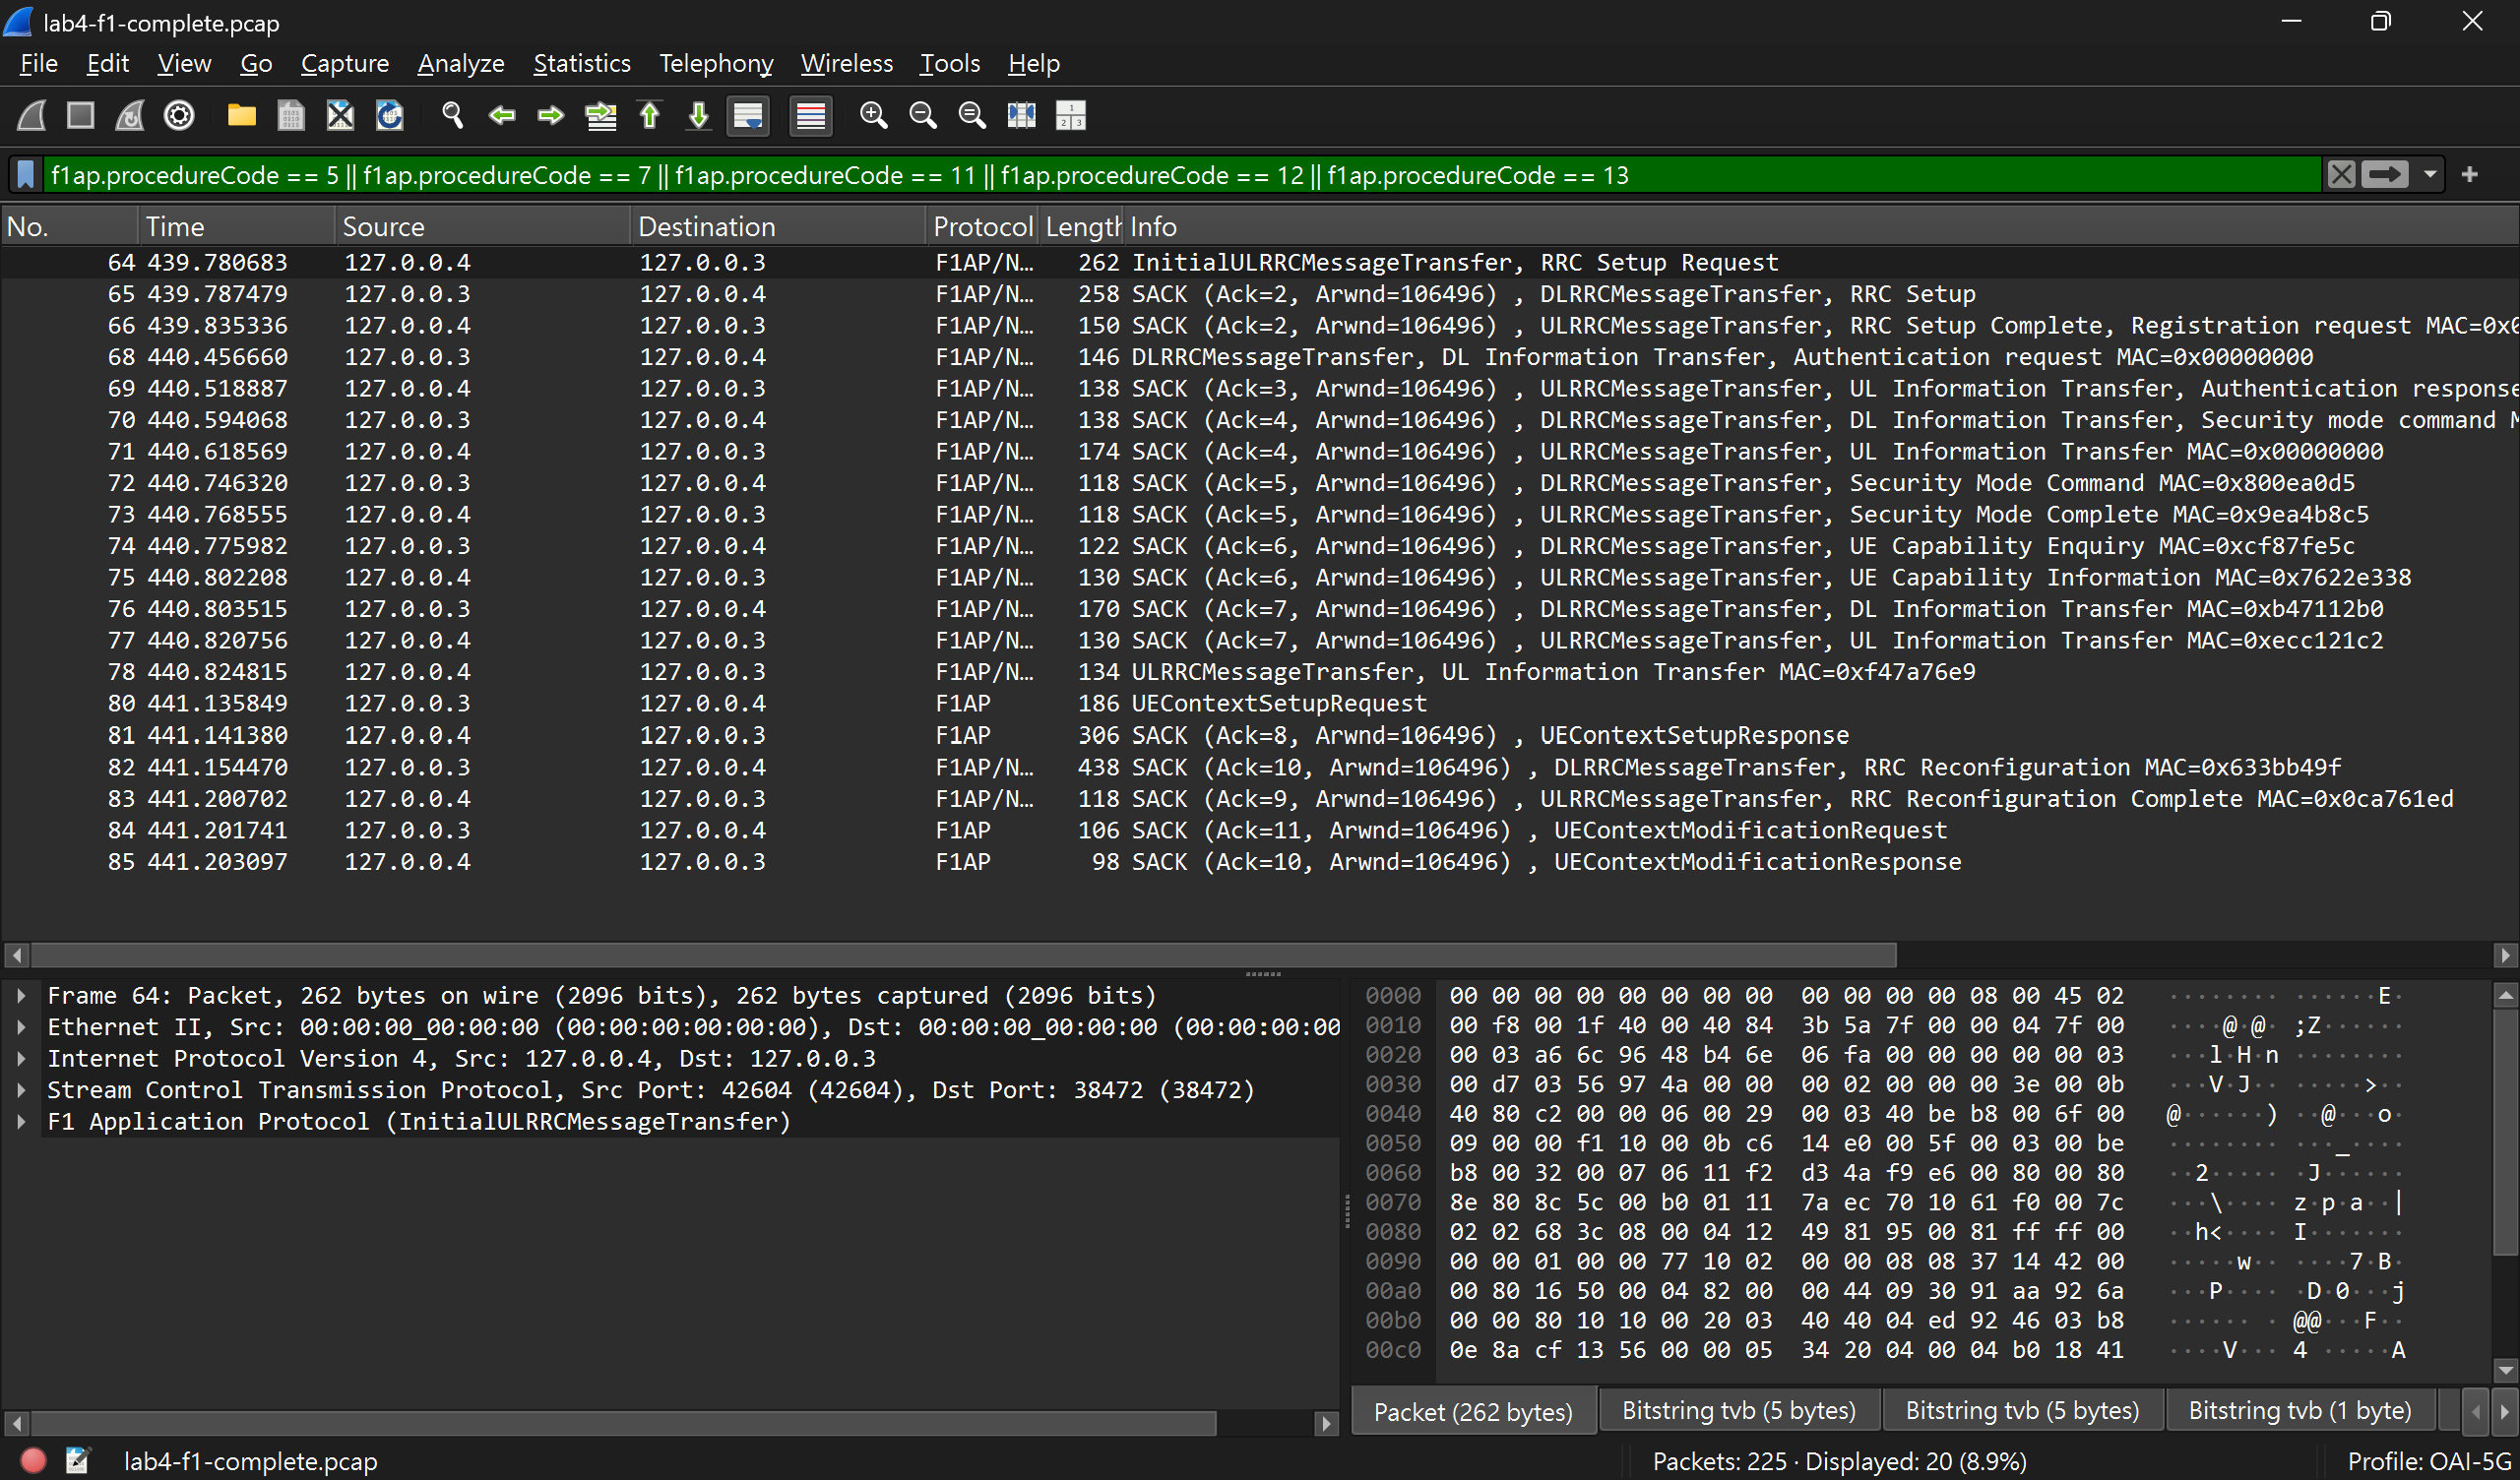 lab4-f1-complete.pcap
File Edit View Go Capture Analyze Statistics Telephony Wireless Tools Help
f1ap.procedureCode == 5 || f1ap.procedureCode == 7 || f1ap.procedureCode == 11 || f1ap.procedureCode == 12 || f1ap.procedureCode == 13
No. Time Source Destination Protocol Length Info
64 439.780683 127.0.0.4 127.0.0.3 F1AP/N… 262 InitialULRRCMessageTransfer, RRC Setup Request
65 439.787479 127.0.0.3 127.0.0.4 F1AP/N… 258 SACK (Ack=2, Arwnd=106496) , DLRRCMessageTransfer, RRC Setup
66 439.835336 127.0.0.4 127.0.0.3 F1AP/N… 150 SACK (Ack=2, Arwnd=106496) , ULRRCMessageTransfer, RRC Setup Complete, Registration request MAC=0x0
68 440.456660 127.0.0.3 127.0.0.4 F1AP/N… 146 DLRRCMessageTransfer, DL Information Transfer, Authentication request MAC=0x00000000
69 440.518887 127.0.0.4 127.0.0.3 F1AP/N… 138 SACK (Ack=3, Arwnd=106496) , ULRRCMessageTransfer, UL Information Transfer, Authentication response
70 440.594068 127.0.0.3 127.0.0.4 F1AP/N… 138 SACK (Ack=4, Arwnd=106496) , DLRRCMessageTransfer, DL Information Transfer, Security mode command M
71 440.618569 127.0.0.4 127.0.0.3 F1AP/N… 174 SACK (Ack=4, Arwnd=106496) , ULRRCMessageTransfer, UL Information Transfer MAC=0x00000000
72 440.746320 127.0.0.3 127.0.0.4 F1AP/N… 118 SACK (Ack=5, Arwnd=106496) , DLRRCMessageTransfer, Security Mode Command MAC=0x800ea0d5
73 440.768555 127.0.0.4 127.0.0.3 F1AP/N… 118 SACK (Ack=5, Arwnd=106496) , ULRRCMessageTransfer, Security Mode Complete MAC=0x9ea4b8c5
74 440.775982 127.0.0.3 127.0.0.4 F1AP/N… 122 SACK (Ack=6, Arwnd=106496) , DLRRCMessageTransfer, UE Capability Enquiry MAC=0xcf87fe5c
75 440.802208 127.0.0.4 127.0.0.3 F1AP/N… 130 SACK (Ack=6, Arwnd=106496) , ULRRCMessageTransfer, UE Capability Information MAC=0x7622e338
76 440.803515 127.0.0.3 127.0.0.4 F1AP/N… 170 SACK (Ack=7, Arwnd=106496) , DLRRCMessageTransfer, DL Information Transfer MAC=0xb47112b0
77 440.820756 127.0.0.4 127.0.0.3 F1AP/N… 130 SACK (Ack=7, Arwnd=106496) , ULRRCMessageTransfer, UL Information Transfer MAC=0xecc121c2
78 440.824815 127.0.0.4 127.0.0.3 F1AP/N… 134 ULRRCMessageTransfer, UL Information Transfer MAC=0xf47a76e9
80 441.135849 127.0.0.3 127.0.0.4 F1AP 186 UEContextSetupRequest
81 441.141380 127.0.0.4 127.0.0.3 F1AP 306 SACK (Ack=8, Arwnd=106496) , UEContextSetupResponse
82 441.154470 127.0.0.3 127.0.0.4 F1AP/N… 438 SACK (Ack=10, Arwnd=106496) , DLRRCMessageTransfer, RRC Reconfiguration MAC=0x633bb49f
83 441.200702 127.0.0.4 127.0.0.3 F1AP/N… 118 SACK (Ack=9, Arwnd=106496) , ULRRCMessageTransfer, RRC Reconfiguration Complete MAC=0x0ca761ed
84 441.201741 127.0.0.3 127.0.0.4 F1AP 106 SACK (Ack=11, Arwnd=106496) , UEContextModificationRequest
85 441.203097 127.0.0.4 127.0.0.3 F1AP 98 SACK (Ack=10, Arwnd=106496) , UEContextModificationResponse
Frame 64: Packet, 262 bytes on wire (2096 bits), 262 bytes captured (2096 bits)
Ethernet II, Src: 00:00:00_00:00:00 (00:00:00:00:00:00), Dst: 00:00:00_00:00:00 (00:00:00:00
Internet Protocol Version 4, Src: 127.0.0.4, Dst: 127.0.0.3
Stream Control Transmission Protocol, Src Port: 42604 (42604), Dst Port: 38472 (38472)
F1 Application Protocol (InitialULRRCMessageTransfer)
0000 00 00 00 00 00 00 00 00 00 00 00 00 08 00 45 02 ········ ······E·
0010 00 f8 00 1f 40 00 40 84 3b 5a 7f 00 00 04 7f 00 ····@·@· ;Z······
0020 00 03 a6 6c 96 48 b4 6e 06 fa 00 00 00 00 00 03 ···l·H·n ········
0030 00 d7 03 56 97 4a 00 00 00 02 00 00 00 3e 00 0b ···V·J·· ·····>··
0040 40 80 c2 00 00 06 00 29 00 03 40 be b8 00 6f 00 @······) ··@···o·
0050 09 00 00 f1 10 00 0b c6 14 e0 00 5f 00 03 00 be ········ ···_····
0060 b8 00 32 00 07 06 11 f2 d3 4a f9 e6 00 80 00 80 ··2····· ·J······
0070 8e 80 8c 5c 00 b0 01 11 7a ec 70 10 61 f0 00 7c ···\···· z·p·a··|
0080 02 02 68 3c 08 00 04 12 49 81 95 00 81 ff ff 00 ··h<···· I·······
0090 00 00 01 00 00 77 10 02 00 00 08 08 37 14 42 00 ·····w·· ····7·B·
00a0 00 80 16 50 00 04 82 00 00 44 09 30 91 aa 92 6a ···P···· ·D·0···j
00b0 00 00 80 10 10 00 20 03 40 40 04 ed 92 46 03 b8 ······ · @@···F··
00c0 0e 8a cf 13 56 00 00 05 34 20 04 00 04 b0 18 41 ····V··· 4 ·····A
Packet (262 bytes) Bitstring tvb (5 bytes) Bitstring tvb (5 bytes) Bitstring tvb (1 byte)
lab4-f1-complete.pcap Packets: 225 · Displayed: 20 (8.9%) Profile: OAI-5G